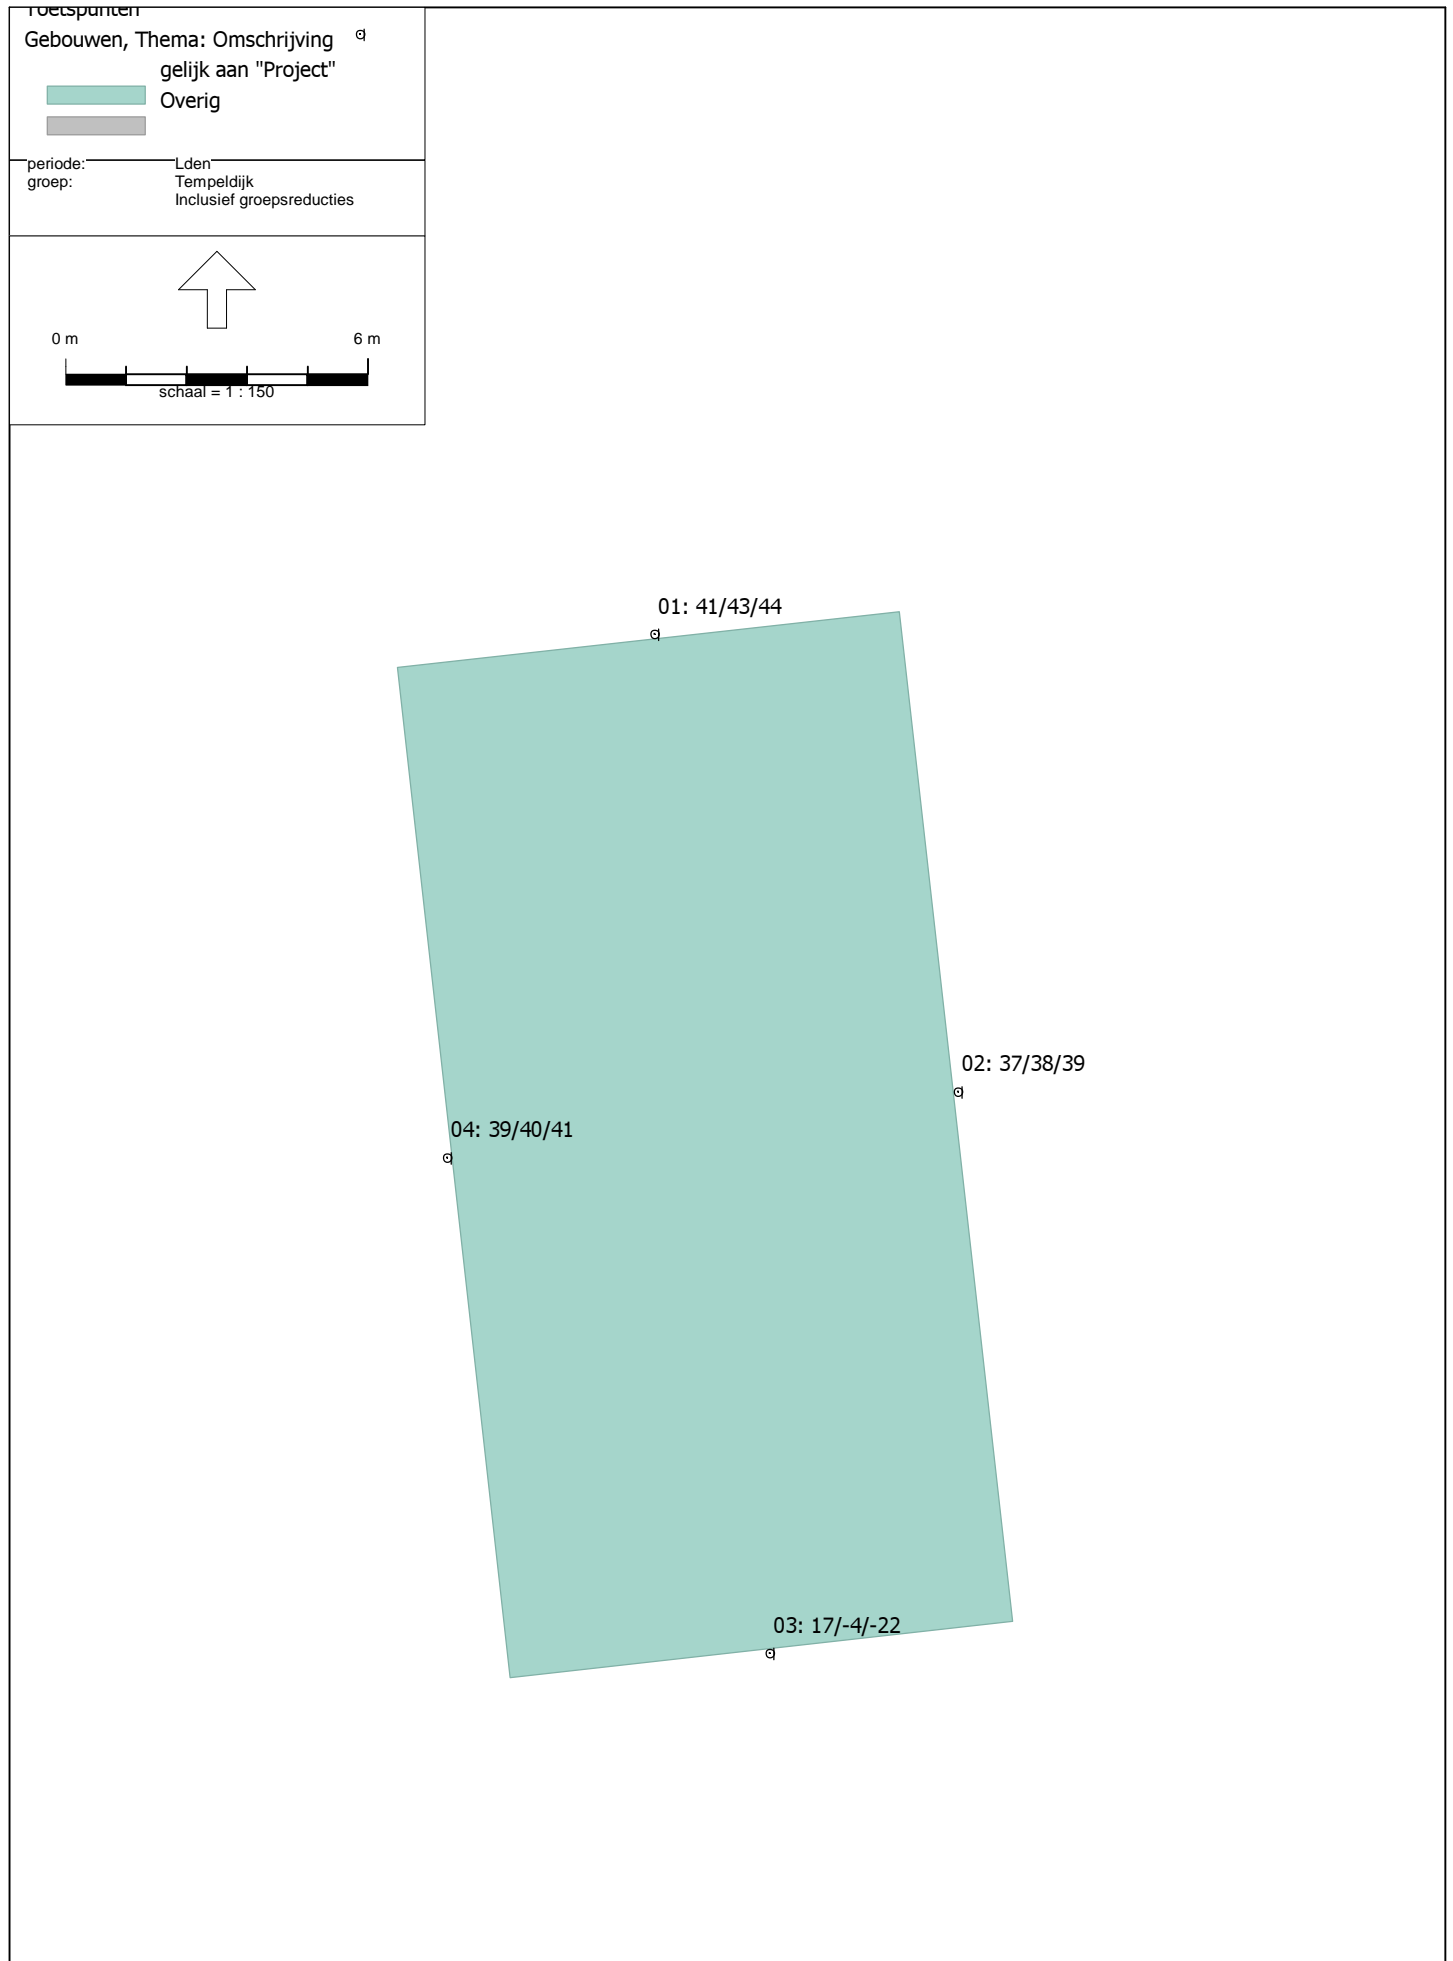 Toetspunten
Gebouwen, Thema: Omschrijving
gelijk aan "Project"
Overig
periode: Lden
groep: Tempeldijk
Inclusief groepsreducties
0 m 6 m
schaal = 1 : 150
01: 41/43/44
02: 37/38/39
04: 39/40/41
03: 17/-4/-22